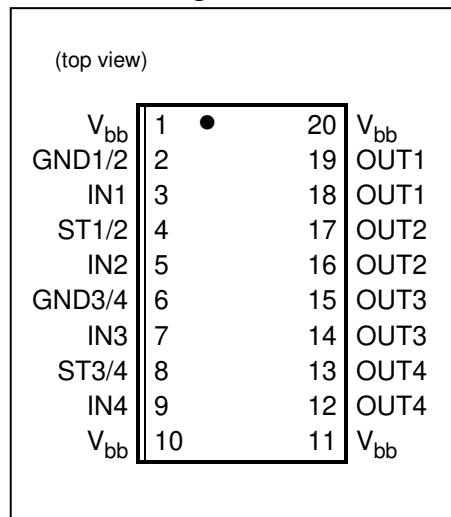 (top view)
Vbb 1 20 Vbb
GND1/2 2 19 OUT1
IN1 3 18 OUT1
ST1/2 4 17 OUT2
IN2 5 16 OUT2
GND3/4 6 15 OUT3
IN3 7 14 OUT3
ST3/4 8 13 OUT4
IN4 9 12 OUT4
Vbb 10 11 Vbb